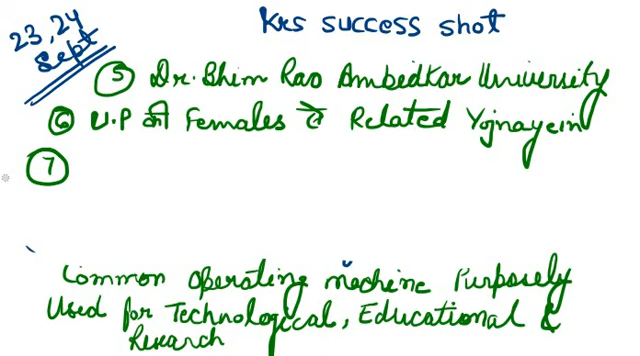 23, 24
Sept
KRS SUCCESS SHOT
(5) Dr. Bhim Rao Ambedkar University
(6) U.P की Females से Related Yojnayein
(7)
Common Operating Machine Purposely
Used for Technological, Educational &
Research